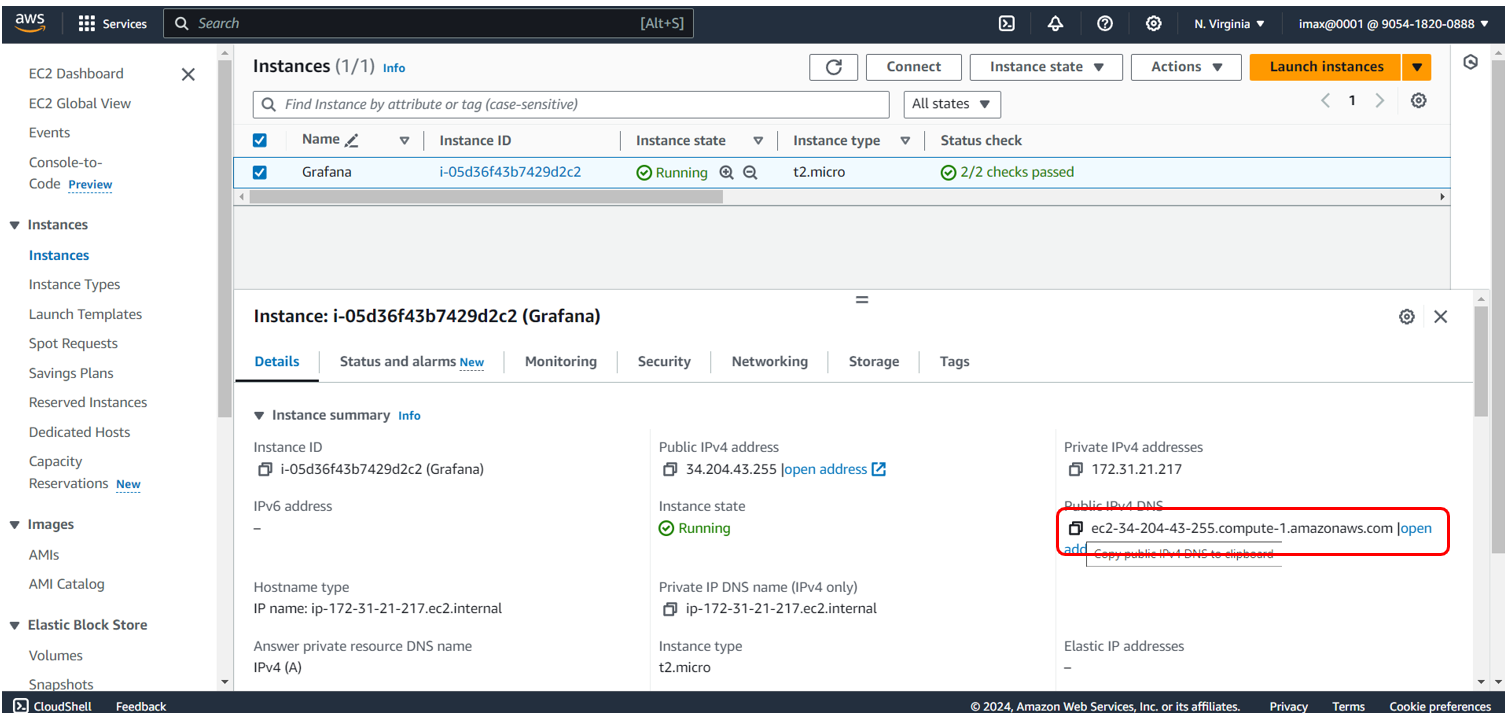 aws
Services
Search [Alt+S]
N. Virginia
imax@0001 @ 9054-1820-0888
EC2 Dashboard
EC2 Global View
Events
Console-to-
Code Preview
Instances
Instances
Instance Types
Launch Templates
Spot Requests
Savings Plans
Reserved Instances
Dedicated Hosts
Capacity
Reservations New
Images
AMIs
AMI Catalog
Elastic Block Store
Volumes
Snapshots
Instances (1/1) Info
Connect
Instance state
Actions
Launch instances
Find Instance by attribute or tag (case-sensitive)
All states
1
Name Instance ID Instance state Instance type Status check
Grafana i-05d36f43b7429d2c2 Running t2.micro 2/2 checks passed
Instance: i-05d36f43b7429d2c2 (Grafana)
Details Status and alarms New Monitoring Security Networking Storage Tags
Instance summary Info
Instance ID
i-05d36f43b7429d2c2 (Grafana)
Public IPv4 address
34.204.43.255 |open address
Private IPv4 addresses
172.31.21.217
IPv6 address
–
Instance state
Running
Public IPv4 DNS
ec2-34-204-43-255.compute-1.amazonaws.com |open
add
Copy public IPv4 DNS to clipboard
Hostname type
IP name: ip-172-31-21-217.ec2.internal
Private IP DNS name (IPv4 only)
ip-172-31-21-217.ec2.internal
Answer private resource DNS name
IPv4 (A)
Instance type
t2.micro
Elastic IP addresses
–
CloudShell Feedback © 2024, Amazon Web Services, Inc. or its affiliates. Privacy Terms Cookie preferences